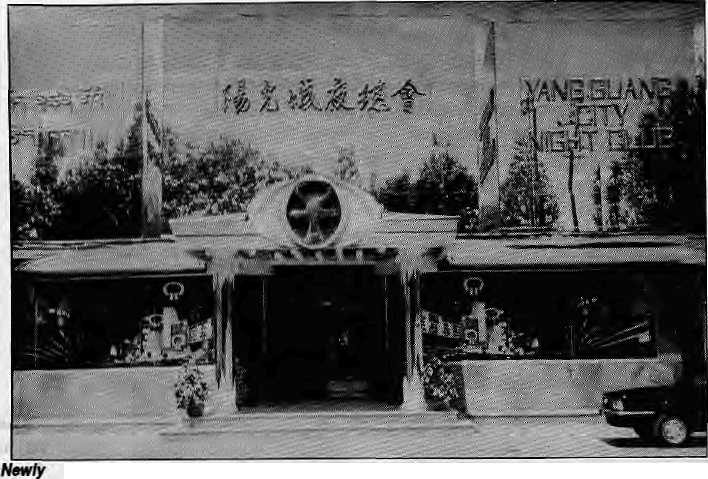 陽光城夜總會
YANG GUANG
CITY
NIGHT CLUB
Newly